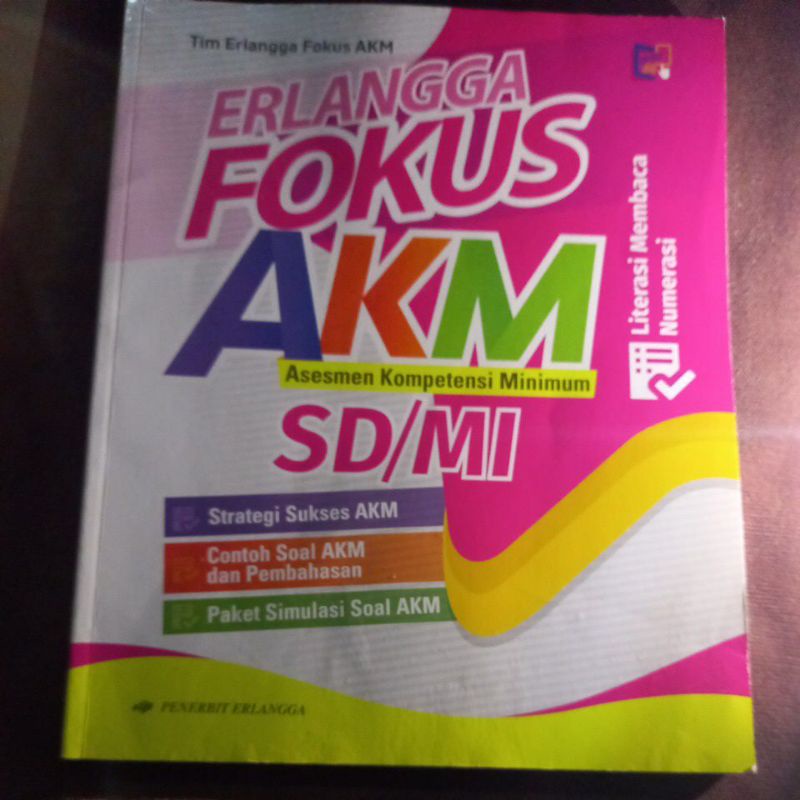 Tim Erlangga Fokus AKM
ERLANGGA
FOKUS
AKM
Asesmen Kompetensi Minimum
SD/MI
Literasi Membaca
Numerasi
Strategi Sukses AKM
Contoh Soal AKM
dan Pembahasan
Paket Simulasi Soal AKM
PENERBIT ERLANGGA